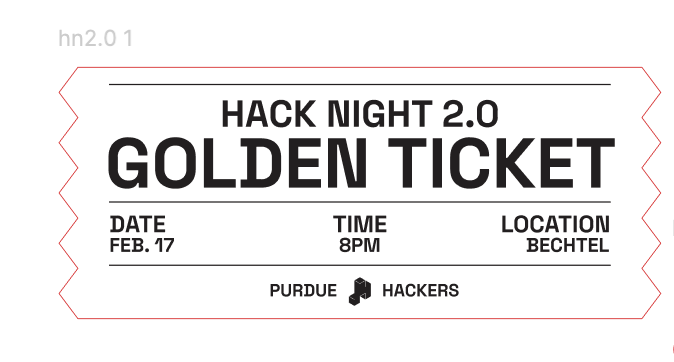 hn2.0 1
HACK NIGHT 2.0
GOLDEN TICKET
DATE TIME LOCATION
FEB. 17 8PM BECHTEL
PURDUE HACKERS